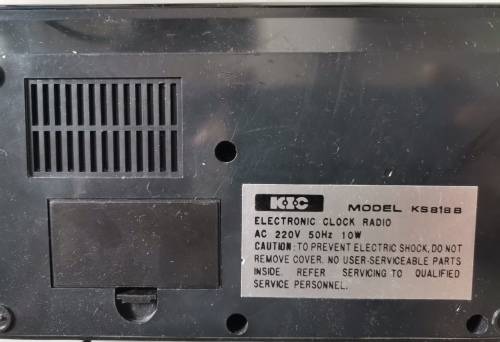 KIC MODEL KS818B
ELECTRONIC CLOCK RADIO
AC 220V 50Hz 10W
CAUTION: TO PREVENT ELECTRIC SHOCK, DO NOT
REMOVE COVER. NO USER-SERVICEABLE PARTS
INSIDE. REFER SERVICING TO QUALIFIED
SERVICE PERSONNEL.